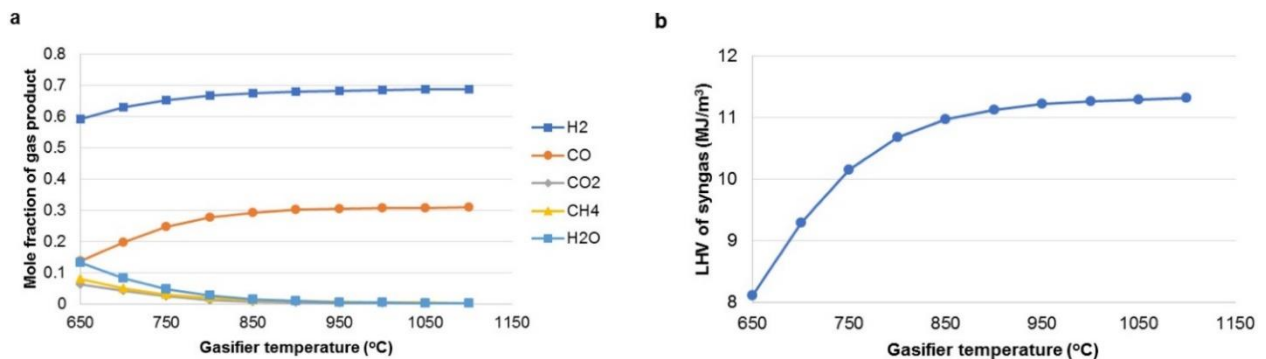 a
Mole fraction of gas product
0.8
0.7
0.6
0.5
0.4
0.3
0.2
0.1
0
650 750 850 950 1050 1150
Gasifier temperature (ºC)
H2
CO
CO2
CH4
H2O
b
LHV of syngas (MJ/m³)
12
11
10
9
8
650 750 850 950 1050 1150
Gasifier temperature (ºC)